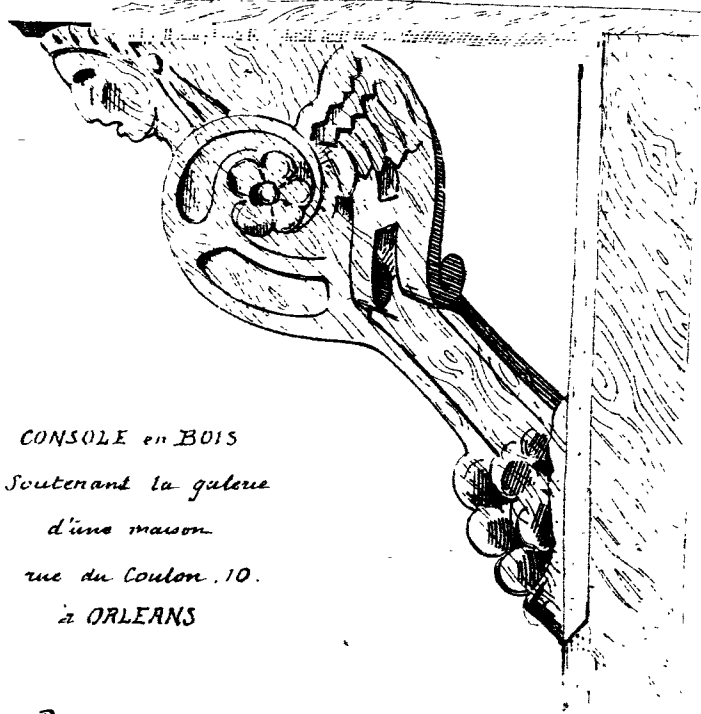 CONSOLE en BOIS
Soutenant la galerie
d'une maison
rue du Coulon, 10.
à ORLEANS